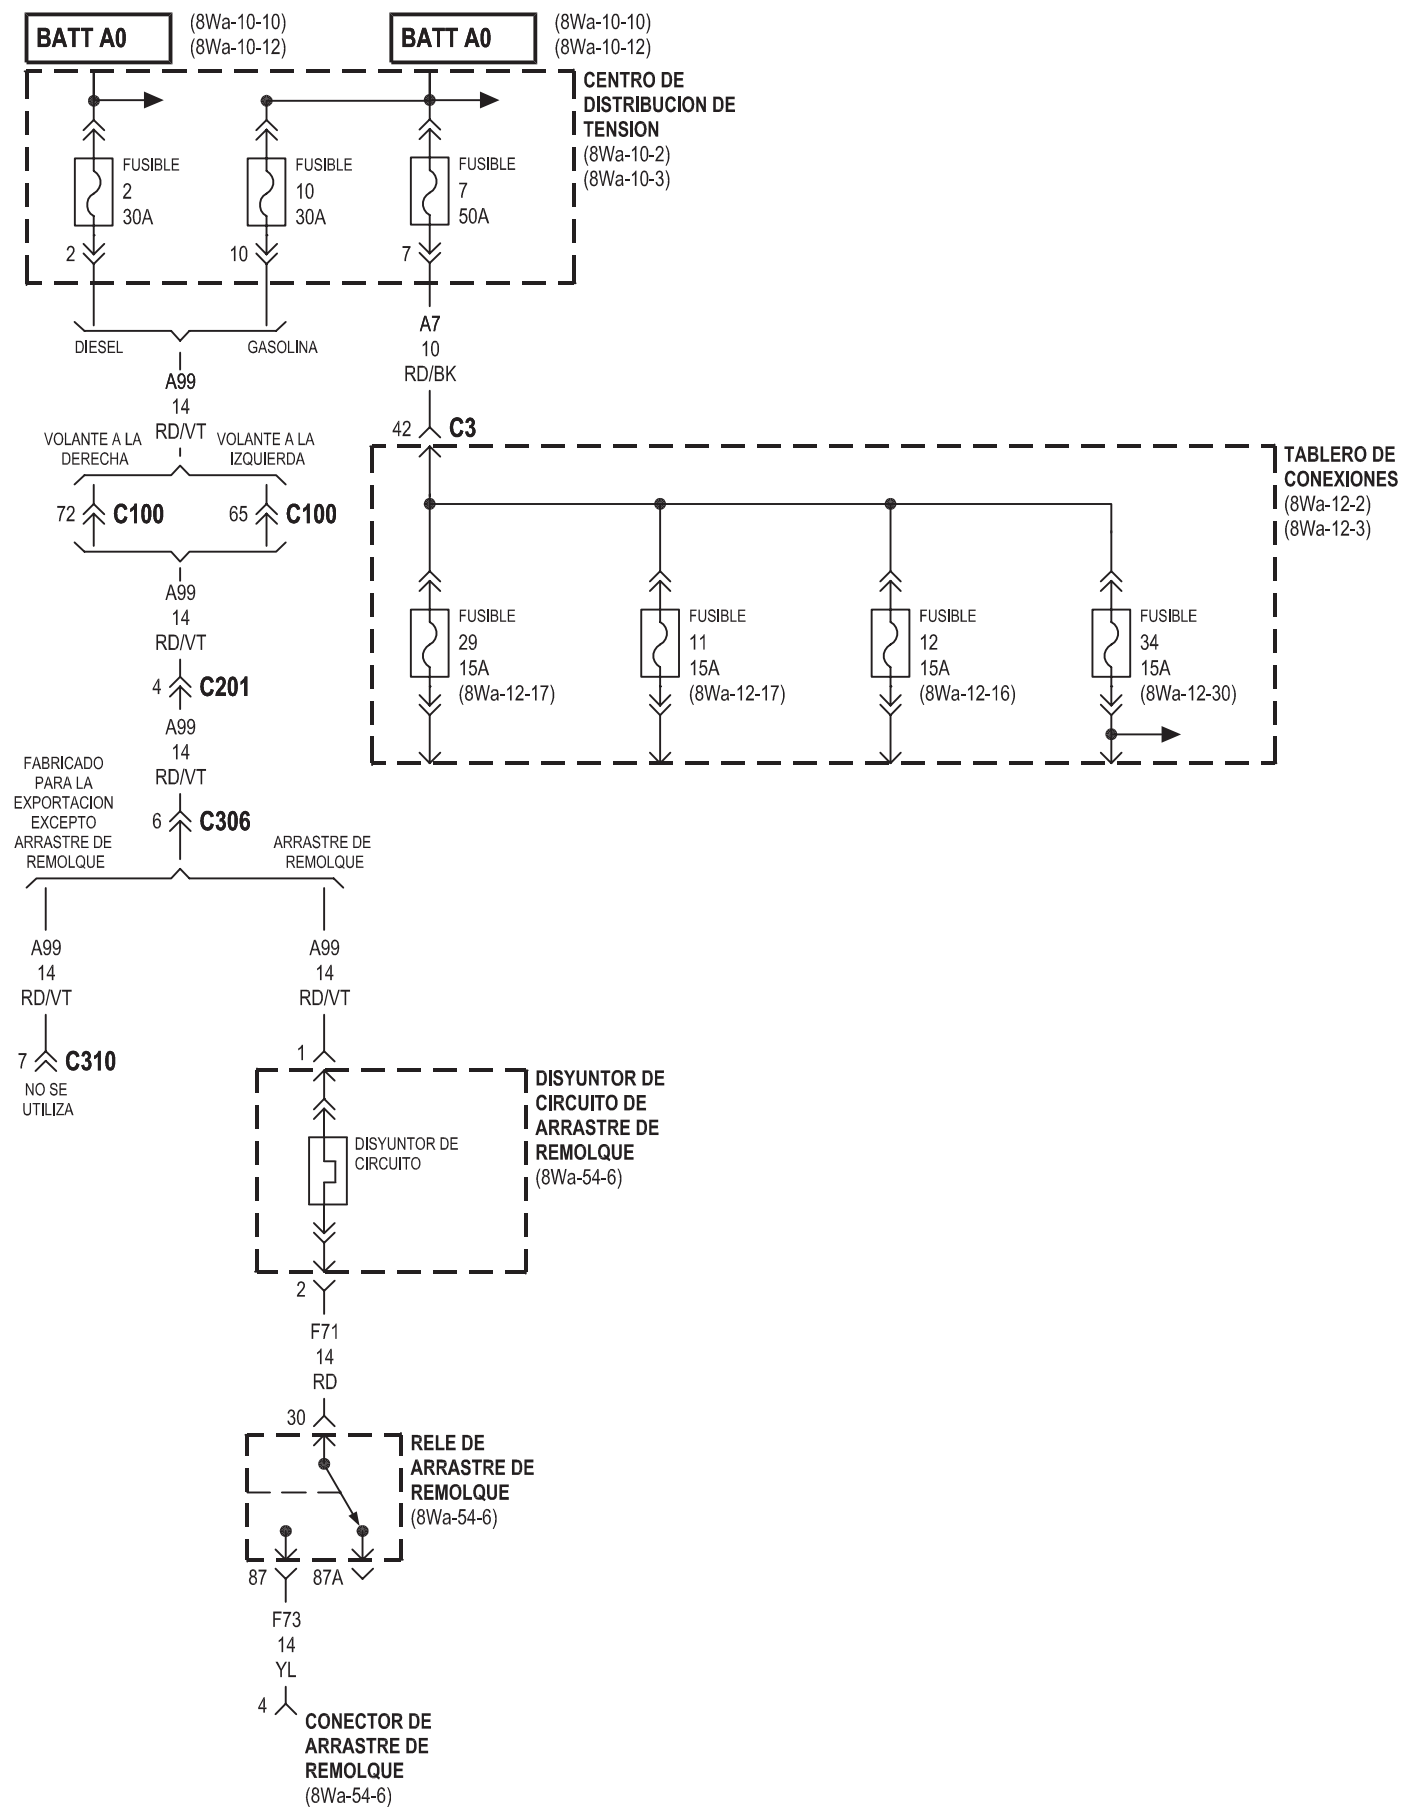 BATT A0
(8Wa-10-10)
(8Wa-10-12)
BATT A0
(8Wa-10-10)
(8Wa-10-12)
CENTRO DE
DISTRIBUCION DE
TENSION
(8Wa-10-2)
(8Wa-10-3)
FUSIBLE
2
30A
FUSIBLE
10
30A
FUSIBLE
7
50A
2
10
7
DIESEL
GASOLINA
A7
10
RD/BK
A99
14
RD/VT
42
C3
VOLANTE A LA
DERECHA
VOLANTE A LA
IZQUIERDA
72
C100
65
C100
TABLERO DE
CONEXIONES
(8Wa-12-2)
(8Wa-12-3)
A99
14
RD/VT
FUSIBLE
29
15A
(8Wa-12-17)
FUSIBLE
11
15A
(8Wa-12-17)
FUSIBLE
12
15A
(8Wa-12-16)
FUSIBLE
34
15A
(8Wa-12-30)
4
C201
A99
14
RD/VT
6
C306
FABRICADO
PARA LA
EXPORTACION
EXCEPTO
ARRASTRE DE
REMOLQUE
ARRASTRE DE
REMOLQUE
A99
14
RD/VT
A99
14
RD/VT
7
C310
NO SE
UTILIZA
1
DISYUNTOR DE
CIRCUITO DE
ARRASTRE DE
REMOLQUE
(8Wa-54-6)
DISYUNTOR DE
CIRCUITO
2
F71
14
RD
30
RELE DE
ARRASTRE DE
REMOLQUE
(8Wa-54-6)
87
87A
F73
14
YL
4
CONECTOR DE
ARRASTRE DE
REMOLQUE
(8Wa-54-6)